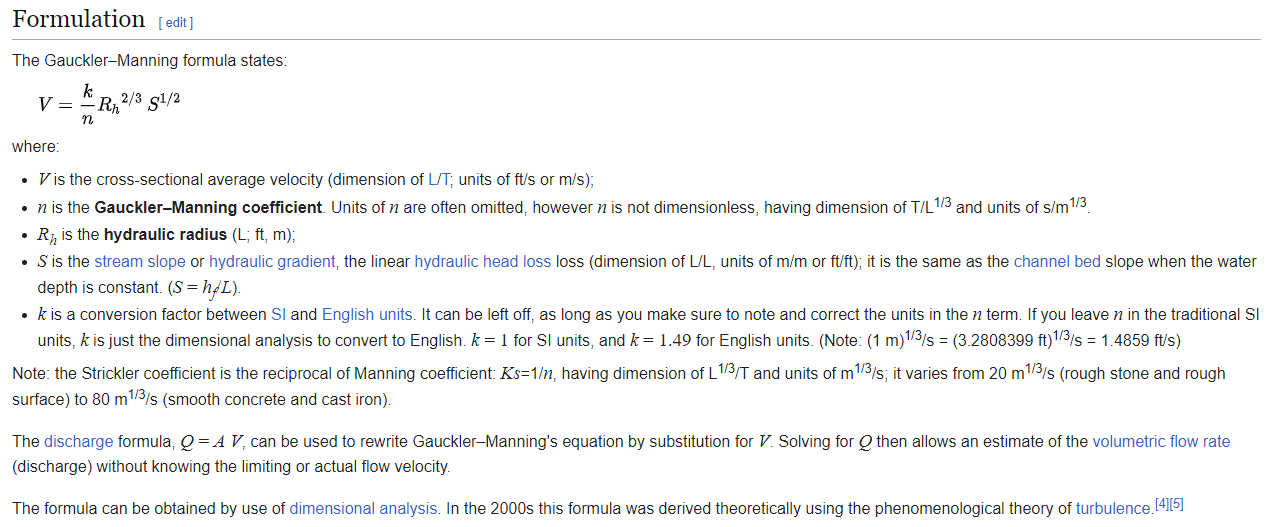 Formulation [ edit ]
The Gauckler–Manning formula states:
V = k/n R_h^2/3 S^1/2
where:
• V is the cross-sectional average velocity (dimension of L/T; units of ft/s or m/s);
• n is the Gauckler–Manning coefficient. Units of n are often omitted, however n is not dimensionless, having dimension of T/L^1/3 and units of s/m^1/3.
• R_h is the hydraulic radius (L; ft, m);
• S is the stream slope or hydraulic gradient, the linear hydraulic head loss loss (dimension of L/L, units of m/m or ft/ft); it is the same as the channel bed slope when the water
depth is constant. (S = h_f/L).
• k is a conversion factor between SI and English units. It can be left off, as long as you make sure to note and correct the units in the n term. If you leave n in the traditional SI
units, k is just the dimensional analysis to convert to English. k = 1 for SI units, and k = 1.49 for English units. (Note: (1 m)^1/3/s = (3.2808399 ft)^1/3/s = 1.4859 ft/s)
Note: the Strickler coefficient is the reciprocal of Manning coefficient: Ks=1/n, having dimension of L^1/3/T and units of m^1/3/s; it varies from 20 m^1/3/s (rough stone and rough
surface) to 80 m^1/3/s (smooth concrete and cast iron).
The discharge formula, Q = A V, can be used to rewrite Gauckler–Manning's equation by substitution for V. Solving for Q then allows an estimate of the volumetric flow rate
(discharge) without knowing the limiting or actual flow velocity.
The formula can be obtained by use of dimensional analysis. In the 2000s this formula was derived theoretically using the phenomenological theory of turbulence.[4][5]